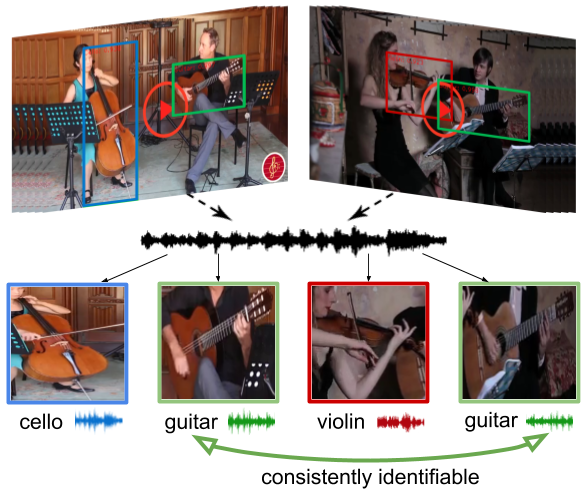 cello
guitar
violin
guitar
consistently identifiable